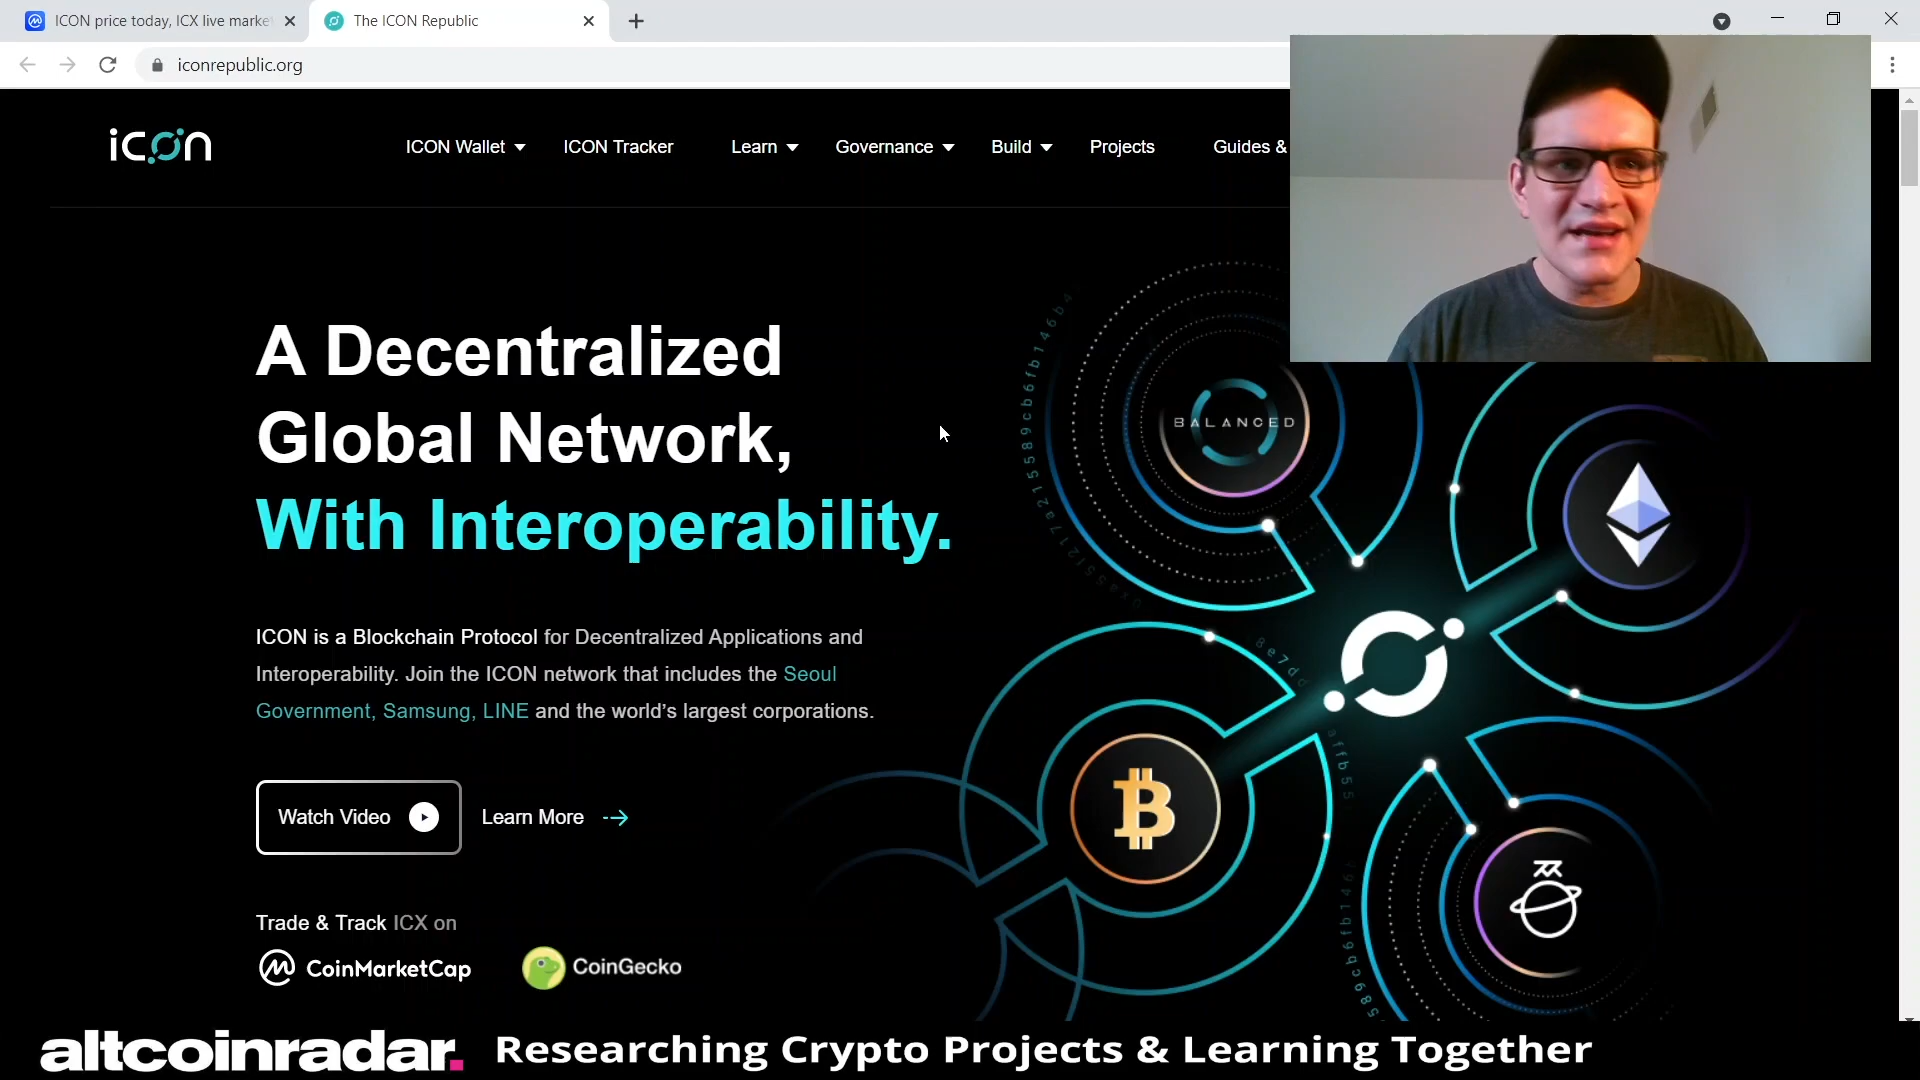 ICON price today, ICX live marke
The ICON Republic
iconrepublic.org
icon
ICON Wallet
ICON Tracker
Learn
Governance
Build
Projects
Guides &
A Decentralized
Global Network,
With Interoperability.
BALANCED
ICON is a Blockchain Protocol for Decentralized Applications and
Interoperability. Join the ICON network that includes the Seoul
Government, Samsung, LINE and the world's largest corporations.
Watch Video
Learn More
Trade & Track ICX on
CoinMarketCap
CoinGecko
altcoinradar. Researching Crypto Projects & Learning Together